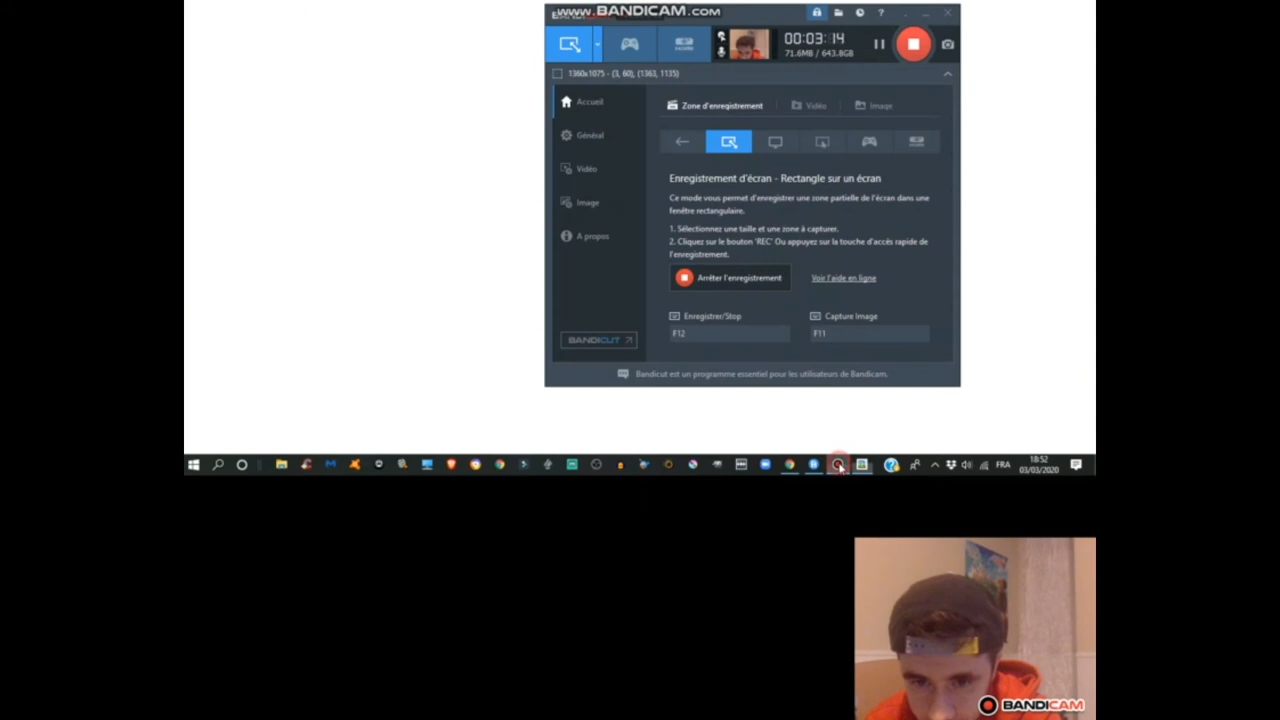 WWW.BANDICAM.COM
00:03:14
71.6MB / 643.8GB
1360x1075 - (3, 60), (1363, 1135)
Accueil
Général
Vidéo
Image
A propos
BANDICUT
Zone d'enregistrement
Vidéo
Image
Enregistrement d'écran - Rectangle sur un écran
Ce mode vous permet d'enregistrer une zone partielle de l'écran dans une
fenêtre rectangulaire.
1. Sélectionnez une taille et une zone à capturer.
2. Cliquez sur le bouton 'REC' Ou appuyez sur la touche d'accès rapide de
l'enregistrement.
Arrêter l'enregistrement
Voir l'aide en ligne
Enregistrer/Stop
Capture Image
F12
F11
Bandicut est un programme essentiel pour les utilisateurs de Bandicam.
FRA
18:52
03/03/2020
BANDICAM